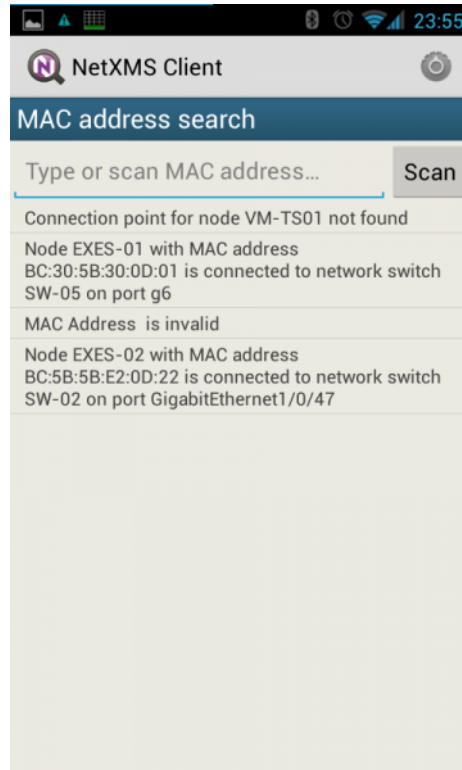 23:55
NetXMS Client
MAC address search
Type or scan MAC address...
Scan
Connection point for node VM-TS01 not found
Node EXES-01 with MAC address
BC:30:5B:30:0D:01 is connected to network switch
SW-05 on port g6
MAC Address  is invalid
Node EXES-02 with MAC address
BC:5B:5B:E2:0D:22 is connected to network switch
SW-02 on port GigabitEthernet1/0/47